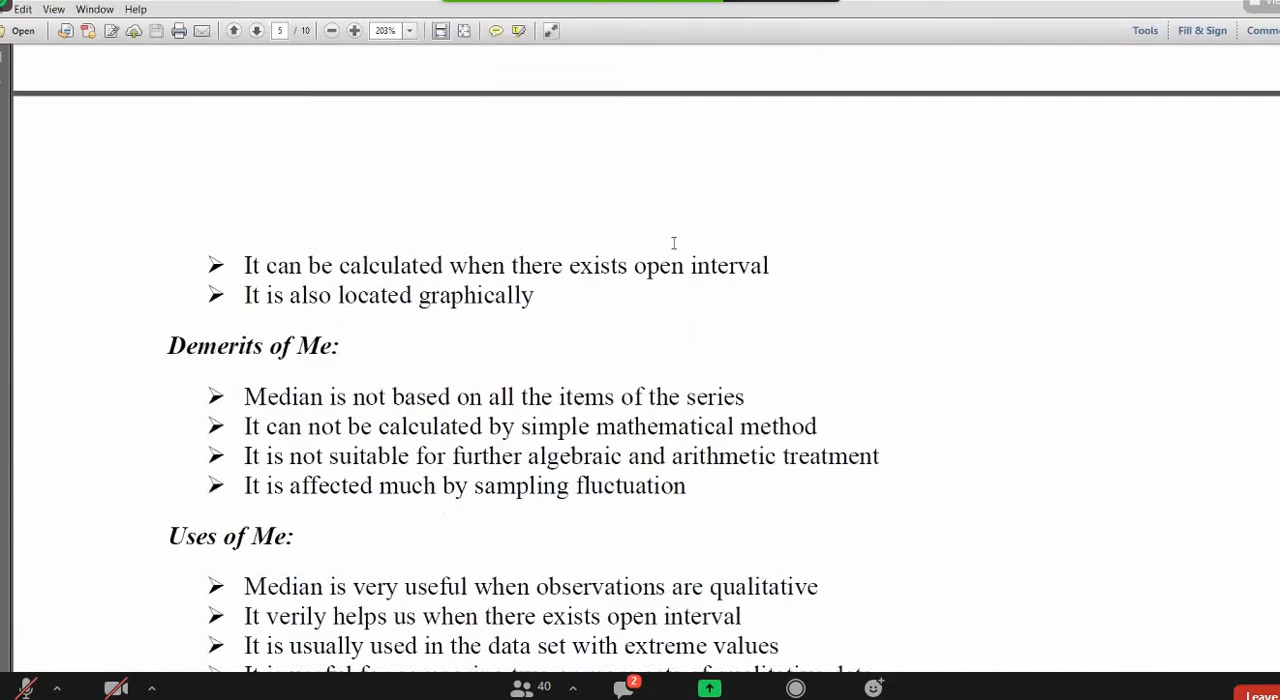 Edit View Window Help
Open 5 / 10 203% Tools Fill & Sign
It can be calculated when there exists open interval
It is also located graphically
Demerits of Me:
Median is not based on all the items of the series
It can not be calculated by simple mathematical method
It is not suitable for further algebraic and arithmetic treatment
It is affected much by sampling fluctuation
Uses of Me:
Median is very useful when observations are qualitative
It verily helps us when there exists open interval
It is usually used in the data set with extreme values
40 2 Leave